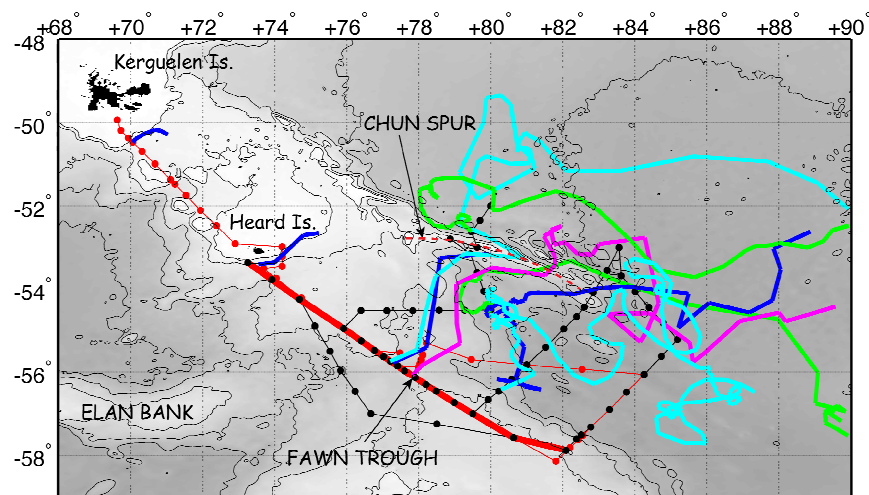 +68° +70° +72° +74° +76° +78° +80° +82° +84° +86° +88° +90°
-48
Kerguelen Is.
CHUN SPUR
-50
-52
Heard Is.
-54
-56
ELAN BANK
FAWN TROUGH
-58